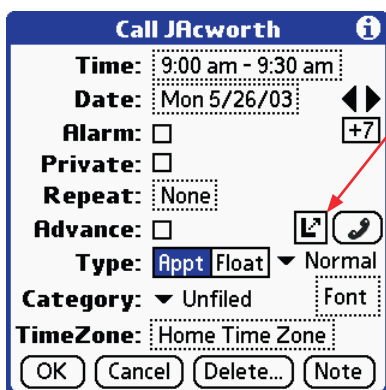 Call JAcworth
Time: 9:00 am - 9:30 am
Date: Mon 5/26/03
Alarm: +7
Private:
Repeat: None
Advance:
Type: Appt Float Normal
Category: Unfiled Font
TimeZone: Home Time Zone
OK Cancel Delete... Note